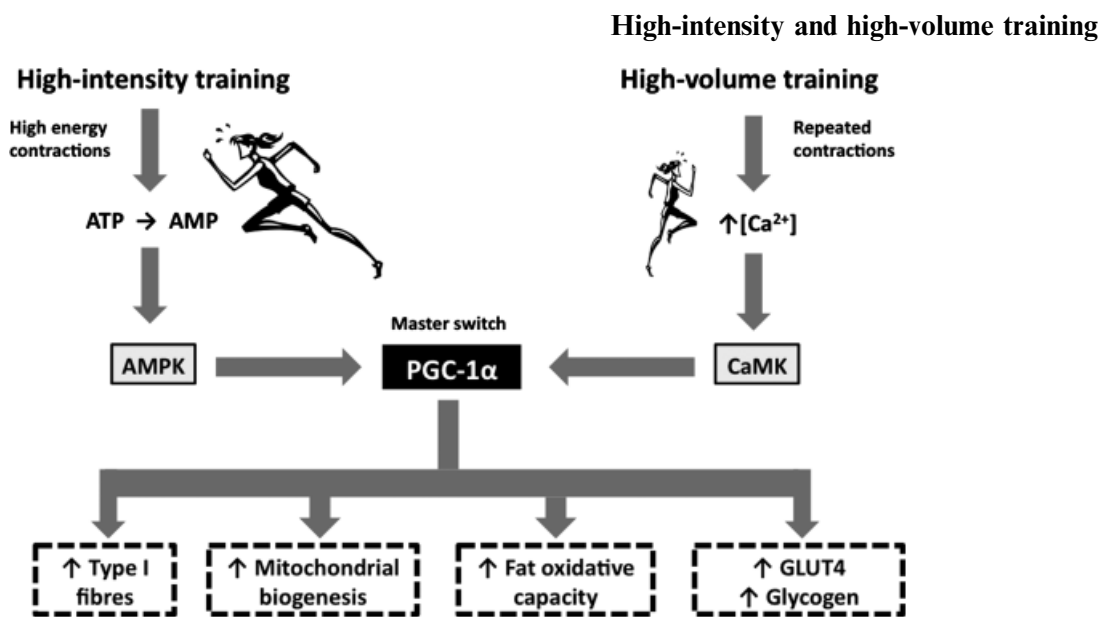 High-intensity and high-volume training
High-intensity training
High-volume training
High energy
contractions
Repeated
contractions
ATP → AMP
↑[Ca²⁺]
Master switch
AMPK
PGC-1α
CaMK
↑ Type I
fibres
↑ Mitochondrial
biogenesis
↑ Fat oxidative
capacity
↑ GLUT4
↑ Glycogen